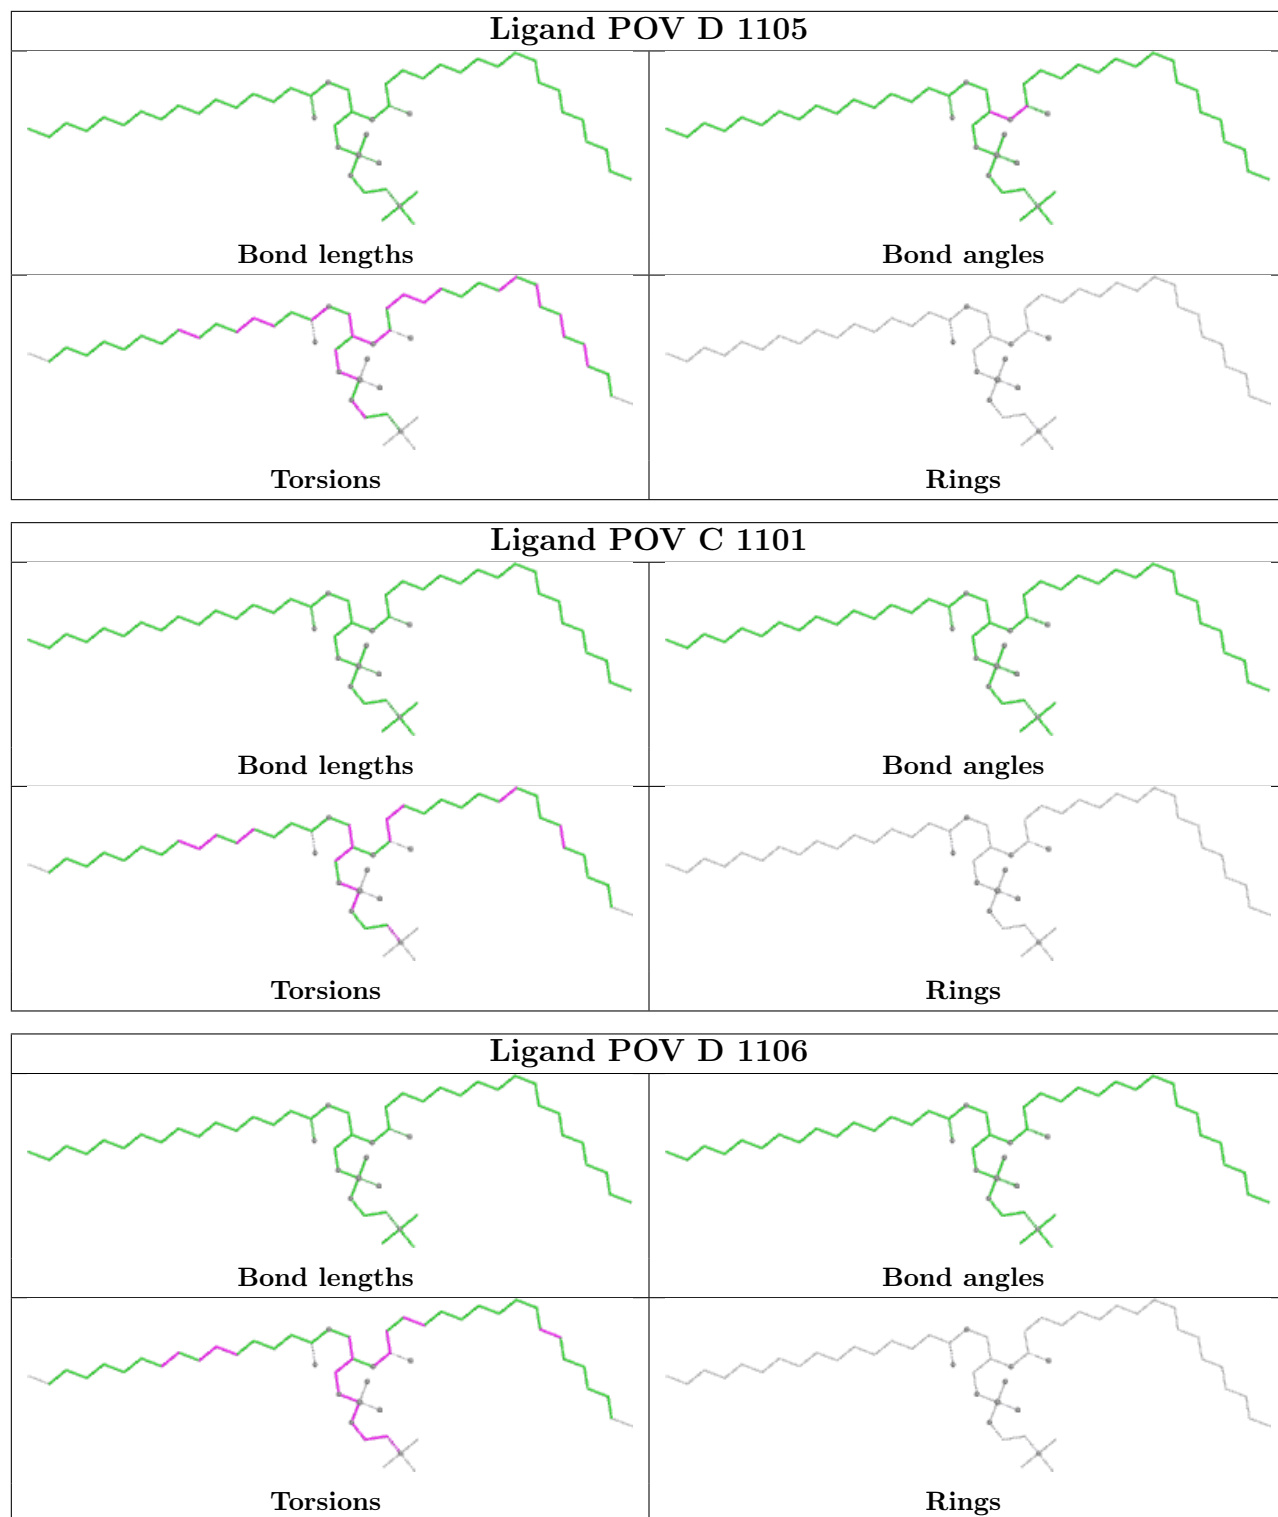 Ligand POV D 1105
Bond lengths
Bond angles
Torsions
Rings
Ligand POV C 1101
Bond lengths
Bond angles
Torsions
Rings
Ligand POV D 1106
Bond lengths
Bond angles
Torsions
Rings